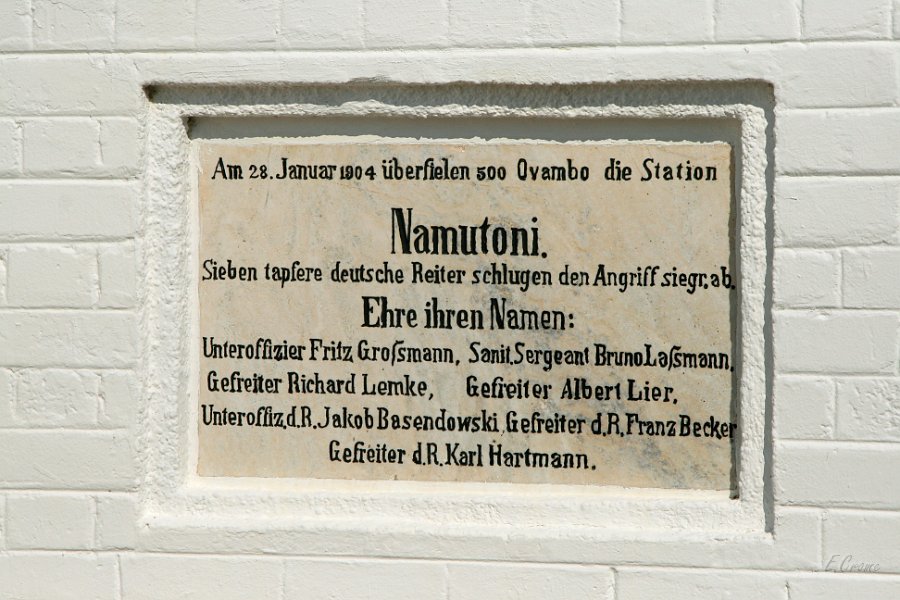 Am 28. Januar 1904 überfielen 500 Ovambo die Station
Namutoni.
Sieben tapfere deutsche Reiter schlugen den Angriff siegr. ab.
Ehre ihren Namen:
Unteroffizier Fritz Grossmann, Sanit. Sergeant Bruno Lassmann,
Gefreiter Richard Lemke, Gefreiter Albert Lier,
Unteroffiz. d. R. Jakob Basendowski, Gefreiter d. R. Franz Becker
Gefreiter d. R. Karl Hartmann.
E. Crance